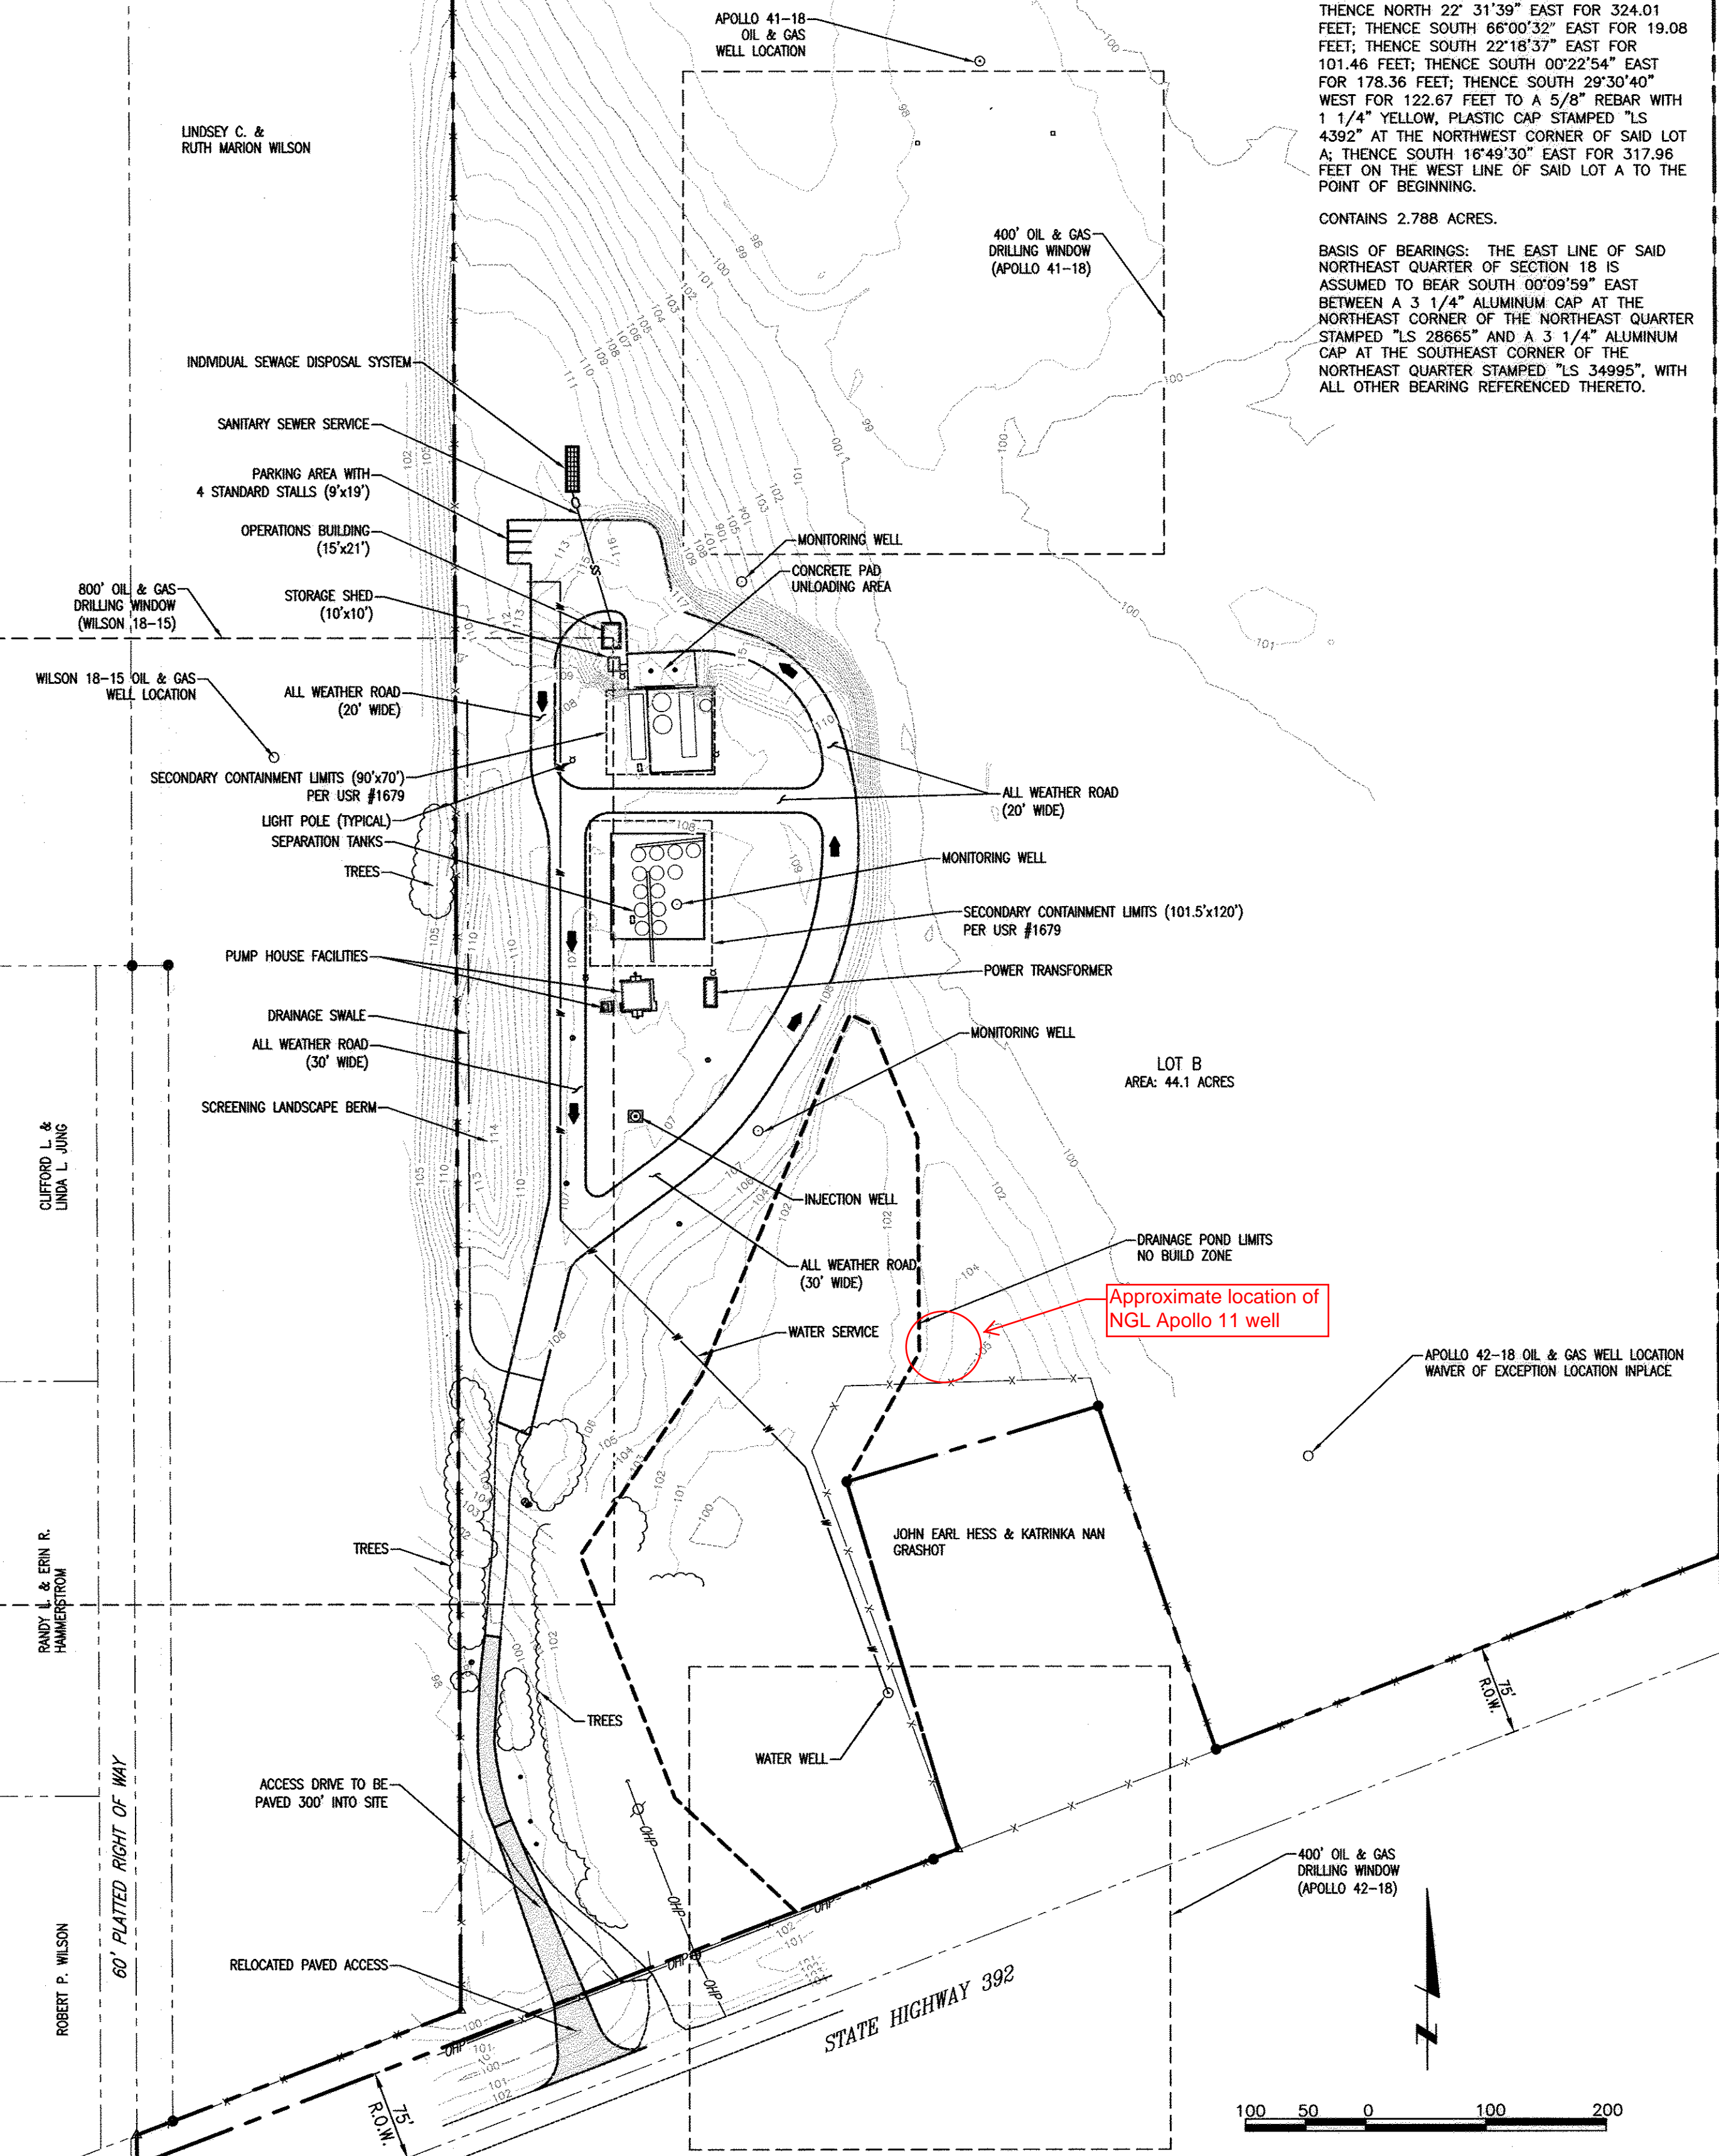 THENCE NORTH 22° 31'39" EAST FOR 324.01
FEET; THENCE SOUTH 66°00'32" EAST FOR 19.08
FEET; THENCE SOUTH 22°18'37" EAST FOR
101.46 FEET; THENCE SOUTH 00°22'54" EAST
FOR 178.36 FEET; THENCE SOUTH 29°30'40"
WEST FOR 122.67 FEET TO A 5/8" REBAR WITH
1 1/4" YELLOW, PLASTIC CAP STAMPED "LS
4392" AT THE NORTHWEST CORNER OF SAID LOT
A; THENCE SOUTH 16°49'30" EAST FOR 317.96
FEET ON THE WEST LINE OF SAID LOT A TO THE
POINT OF BEGINNING.
CONTAINS 2.788 ACRES.
BASIS OF BEARINGS: THE EAST LINE OF SAID
NORTHEAST QUARTER OF SECTION 18 IS
ASSUMED TO BEAR SOUTH 00°09'59" EAST
BETWEEN A 3 1/4" ALUMINUM CAP AT THE
NORTHEAST CORNER OF THE NORTHEAST QUARTER
STAMPED "LS 28665" AND A 3 1/4" ALUMINUM
CAP AT THE SOUTHEAST CORNER OF THE
NORTHEAST QUARTER STAMPED "LS 34995", WITH
ALL OTHER BEARING REFERENCED THERETO.
APOLLO 41-18
OIL & GAS
WELL LOCATION
LINDSEY C. &
RUTH MARION WILSON
400' OIL & GAS
DRILLING WINDOW
(APOLLO 41-18)
INDIVIDUAL SEWAGE DISPOSAL SYSTEM
SANITARY SEWER SERVICE
PARKING AREA WITH
4 STANDARD STALLS (9'x19')
OPERATIONS BUILDING
(15'x21')
MONITORING WELL
CONCRETE PAD
UNLOADING AREA
800' OIL & GAS
DRILLING WINDOW
(WILSON 18-15)
STORAGE SHED
(10'x10')
WILSON 18-15 OIL & GAS
WELL LOCATION
ALL WEATHER ROAD
(20' WIDE)
SECONDARY CONTAINMENT LIMITS (90'x70')
PER USR #1679
ALL WEATHER ROAD
(20' WIDE)
LIGHT POLE (TYPICAL)
SEPARATION TANKS
TREES
MONITORING WELL
SECONDARY CONTAINMENT LIMITS (101.5'x120')
PER USR #1679
PUMP HOUSE FACILITIES
POWER TRANSFORMER
DRAINAGE SWALE
MONITORING WELL
ALL WEATHER ROAD
(30' WIDE)
LOT B
AREA: 44.1 ACRES
SCREENING LANDSCAPE BERM
CLIFFORD L. &
LINDA L. JUNG
INJECTION WELL
DRAINAGE POND LIMITS
NO BUILD ZONE
ALL WEATHER ROAD
(30' WIDE)
Approximate location of
NGL Apollo 11 well
WATER SERVICE
APOLLO 42-18 OIL & GAS WELL LOCATION
WAIVER OF EXCEPTION LOCATION INPLACE
JOHN EARL HESS & KATRINKA NAN
GRASHOT
TREES
RANDY L. & ERIN R.
HAMMERSTROM
75'
R.O.W.
TREES
WATER WELL
ACCESS DRIVE TO BE
PAVED 300' INTO SITE
60' PLATTED RIGHT OF WAY
OHP
OHP
OHP
OHP
OHP
OHP
400' OIL & GAS
DRILLING WINDOW
(APOLLO 42-18)
RELOCATED PAVED ACCESS
ROBERT P. WILSON
STATE HIGHWAY 392
75'
R.O.W.
N
100 50 0 100 200